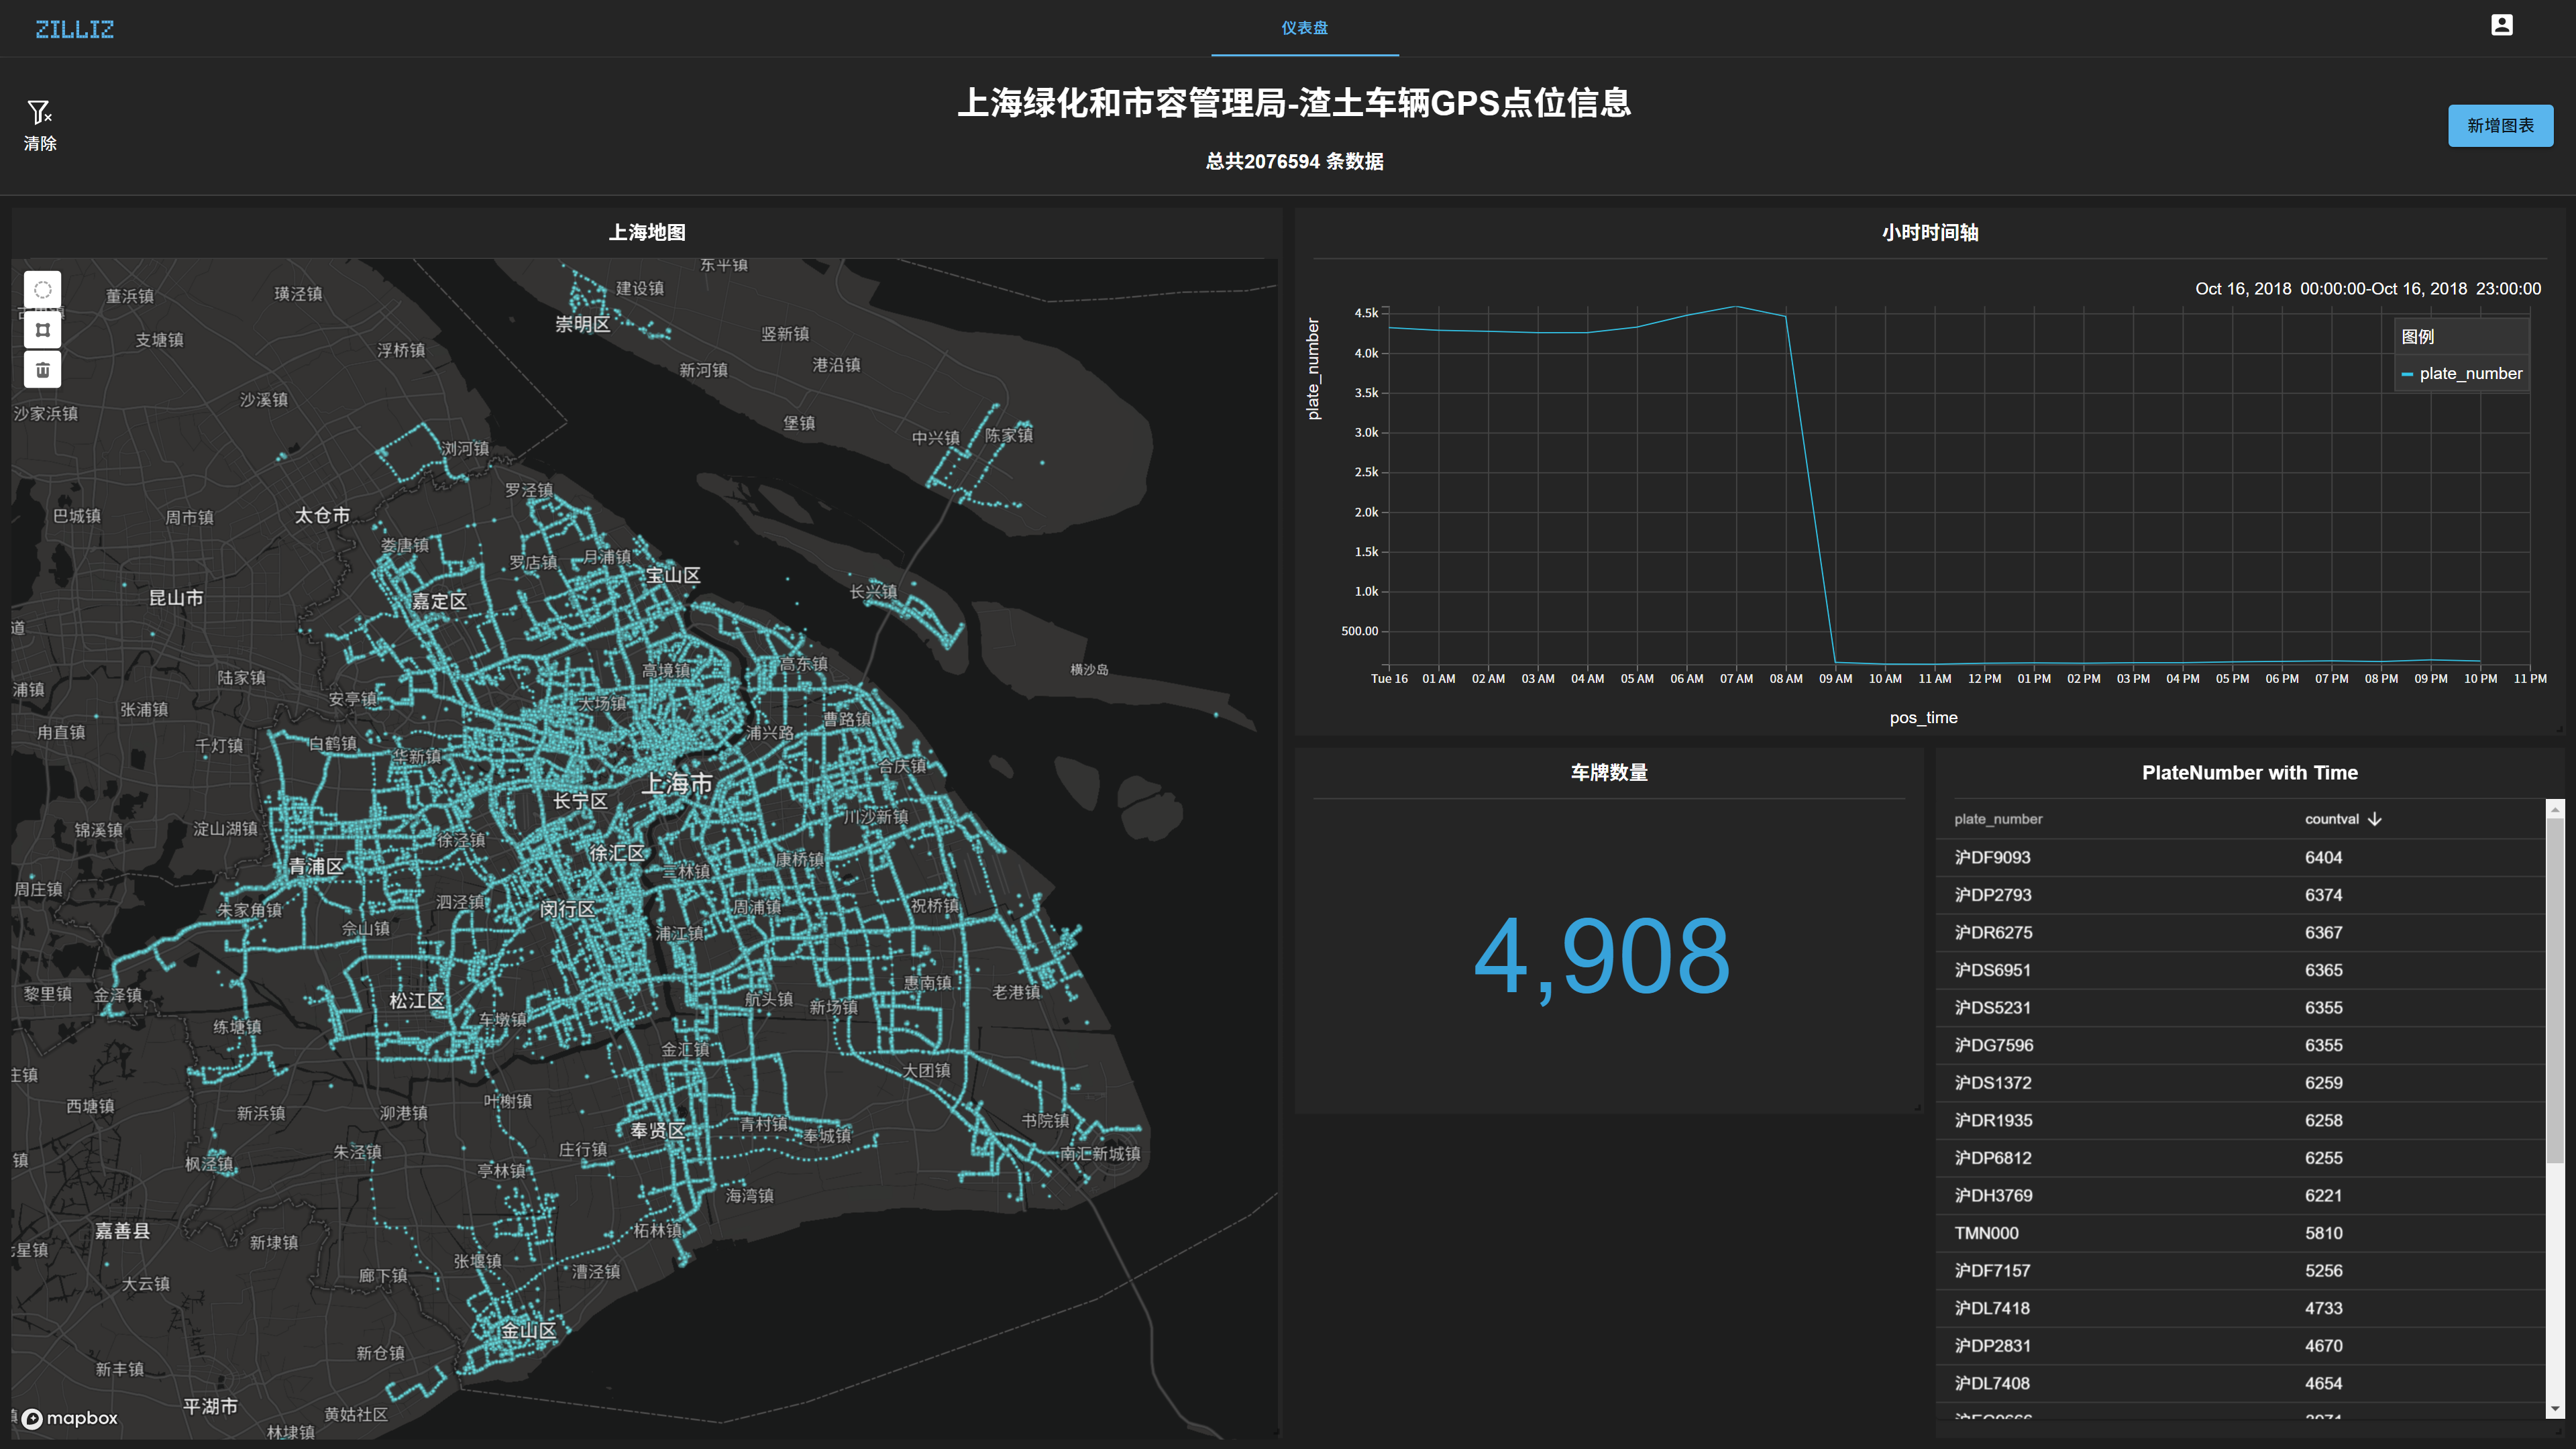 ZILLIZ
仪表盘
清除
上海绿化和市容管理局-渣土车辆GPS点位信息
总共2076594 条数据
新增图表
上海地图
东平镇
建设镇
董浜镇
璜泾镇
崇明区
竖新镇
支塘镇
浮桥镇
新河镇
港沿镇
沙溪镇
沙家浜镇
堡镇
中兴镇
陈家镇
浏河镇
罗泾镇
巴城镇
周市镇
太仓市
娄唐镇
罗店镇
月浦镇
宝山区
长兴镇
昆山市
嘉定区
道
高境镇
高东镇
横沙岛
陆家镇
浦镇
安亭镇
大场镇
张浦镇
曹路镇
甪直镇
千灯镇
白鹤镇
华新镇
浦兴路
合庆镇
上海市
长宁区
锦溪镇
淀山湖镇
川沙新镇
徐泾镇
徐汇区
青浦区
三林镇
康桥镇
周庄镇
朱家角镇
泗泾镇
闵行区
周浦镇
祝桥镇
佘山镇
浦江镇
惠南镇
黎里镇
金泽镇
松江区
航头镇
新场镇
老港镇
练塘镇
车墩镇
金汇镇
庄镇
大团镇
西塘镇
新浜镇
泖港镇
叶榭镇
奉贤区
青村镇
奉城镇
书院镇
镇
枫泾镇
朱泾镇
庄行镇
亭林镇
南汇新城镇
海湾镇
嘉善县
柘林镇
七星镇
新埭镇
张堰镇
大云镇
廊下镇
漕泾镇
金山区
新仓镇
新丰镇
平湖市
黄姑社区
林埭镇
mapbox
小时时间轴
Oct 16, 2018 00:00:00-Oct 16, 2018 23:00:00
plate_number
4.5k
4.0k
3.5k
3.0k
2.5k
2.0k
1.5k
1.0k
500.00
图例
plate_number
Tue 16 01 AM 02 AM 03 AM 04 AM 05 AM 06 AM 07 AM 08 AM 09 AM 10 AM 11 AM 12 PM 01 PM 02 PM 03 PM 04 PM 05 PM 06 PM 07 PM 08 PM 09 PM 10 PM 11 PM
pos_time
车牌数量
4,908
PlateNumber with Time
plate_number countval
沪DF9093 6404
沪DP2793 6374
沪DR6275 6367
沪DS6951 6365
沪DS5231 6355
沪DG7596 6355
沪DS1372 6259
沪DR1935 6258
沪DP6812 6255
沪DH3769 6221
TMN000 5810
沪DF7157 5256
沪DL7418 4733
沪DP2831 4670
沪DL7408 4654